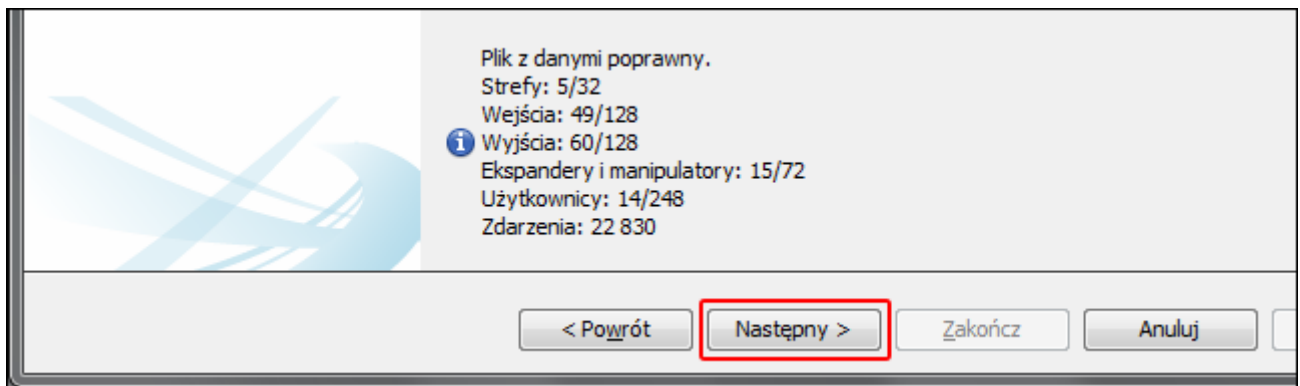 Plik z danymi poprawny.
Strefy: 5/32
Wejścia: 49/128
Wyjścia: 60/128
Ekspandery i manipulatory: 15/72
Użytkownicy: 14/248
Zdarzenia: 22 830
< Powrót Następny > Zakończ Anuluj